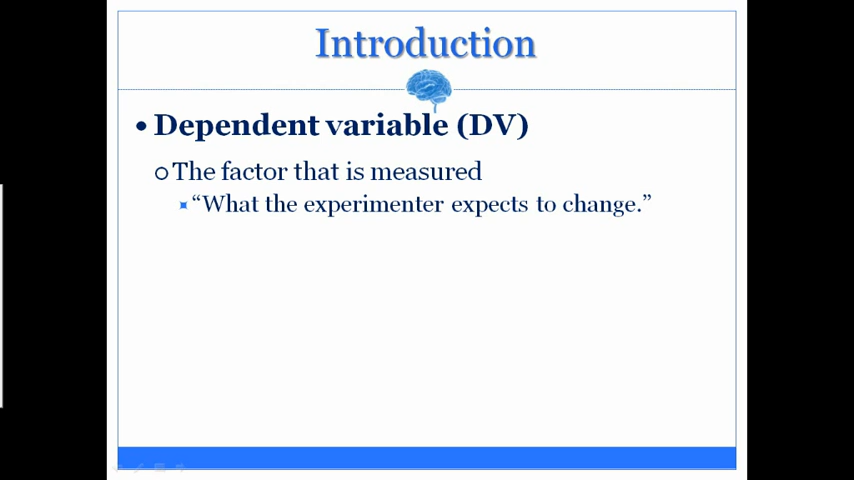 Introduction
• Dependent variable (DV)
The factor that is measured
“What the experimenter expects to change.”